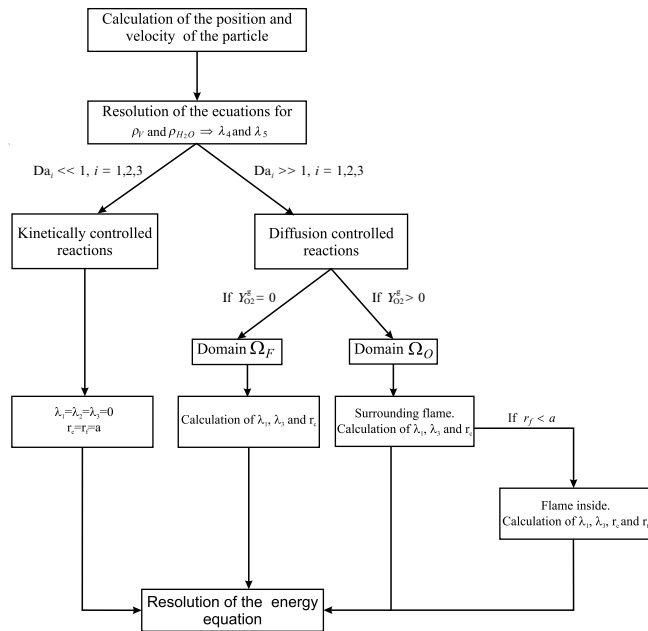 Calculation of the position and
velocity of the particle
Resolution of the ecuations for
ρV and ρH2O ⇒ λ4 and λ5
Dai << 1, i = 1,2,3
Dai >> 1, i = 1,2,3
Kinetically controlled
reactions
Diffusion controlled
reactions
If YgO2 = 0
If YgO2 > 0
Domain ΩF
Domain ΩO
λ1=λ2=λ3=0
rc=rf=a
Calculation of λ1, λ3 and rc
Surrounding flame.
Calculation of λ1, λ3 and rc
If rf < a
Flame inside.
Calculation of λ1, λ3, rc and rf
Resolution of the energy
equation